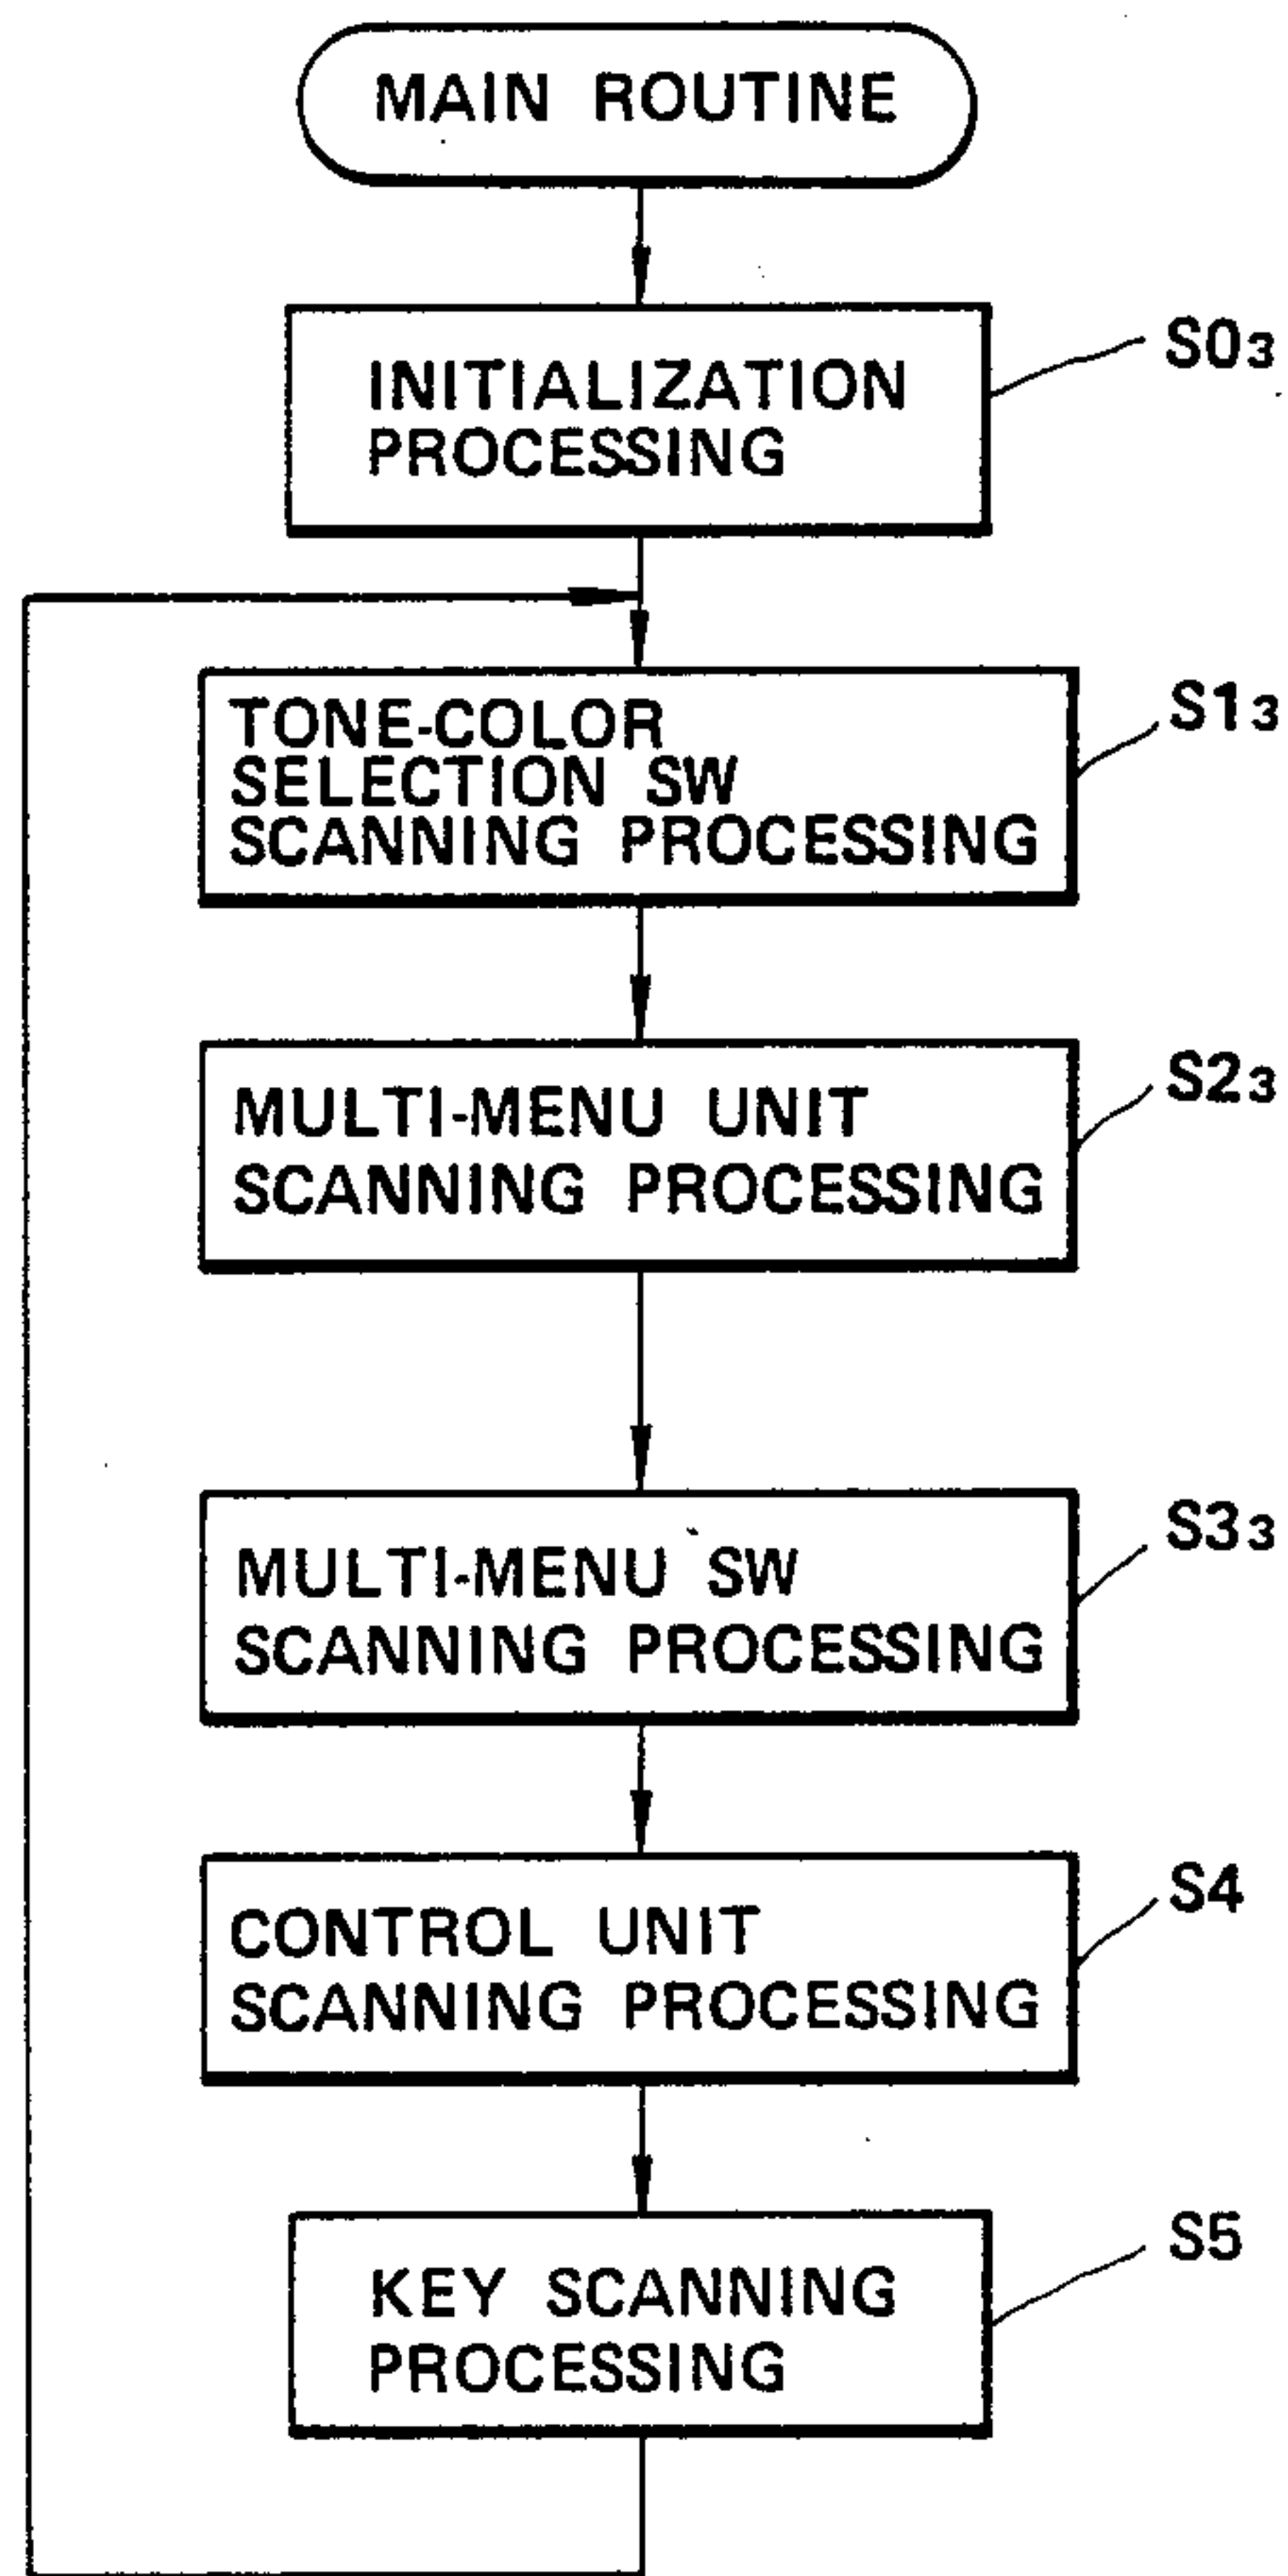 MAIN ROUTINE
INITIALIZATION
PROCESSING
S0₃
TONE-COLOR
SELECTION SW
SCANNING PROCESSING
S1₃
MULTI-MENU UNIT
SCANNING PROCESSING
S2₃
MULTI-MENU SW
SCANNING PROCESSING
S3₃
CONTROL UNIT
SCANNING PROCESSING
S4
KEY SCANNING
PROCESSING
S5